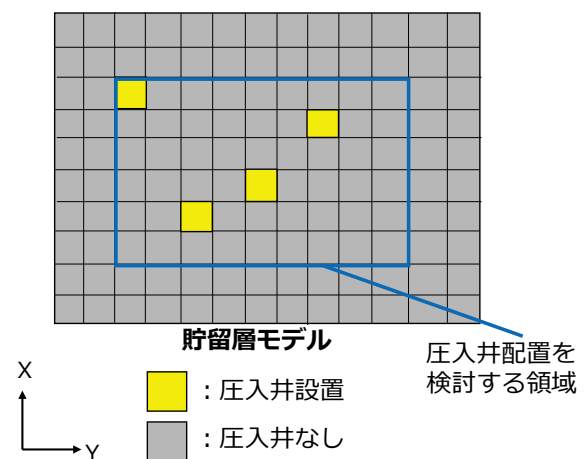 貯留層モデル
圧入井配置を
検討する領域
X
Y
：圧入井設置
：圧入井なし